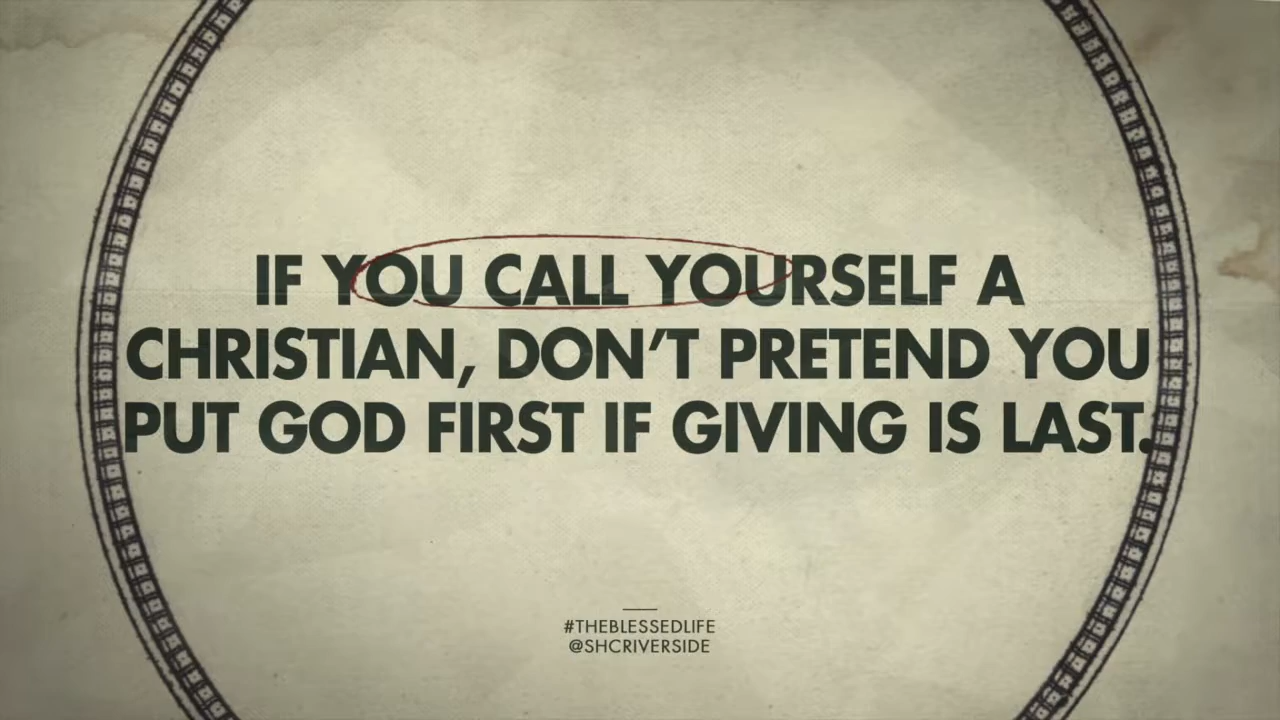 IF YOU CALL YOURSELF A
CHRISTIAN, DON'T PRETEND YOU
PUT GOD FIRST IF GIVING IS LAST.
#THEBLESSEDLIFE
@SHCRIVERSIDE